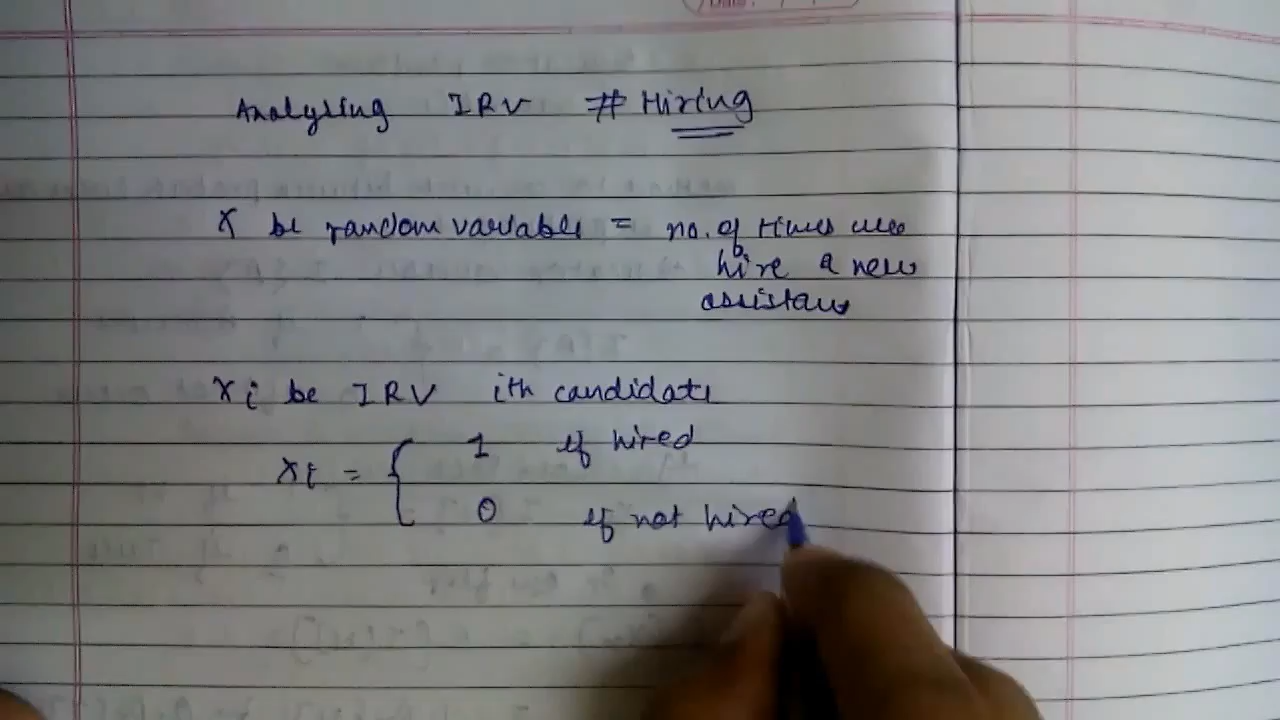 Analysing IRV # Hiring
X be random variable = no. of times we
hire a new
assistant
Xi be IRV ith candidate
Xi = { 1 if hired
0 if not hired